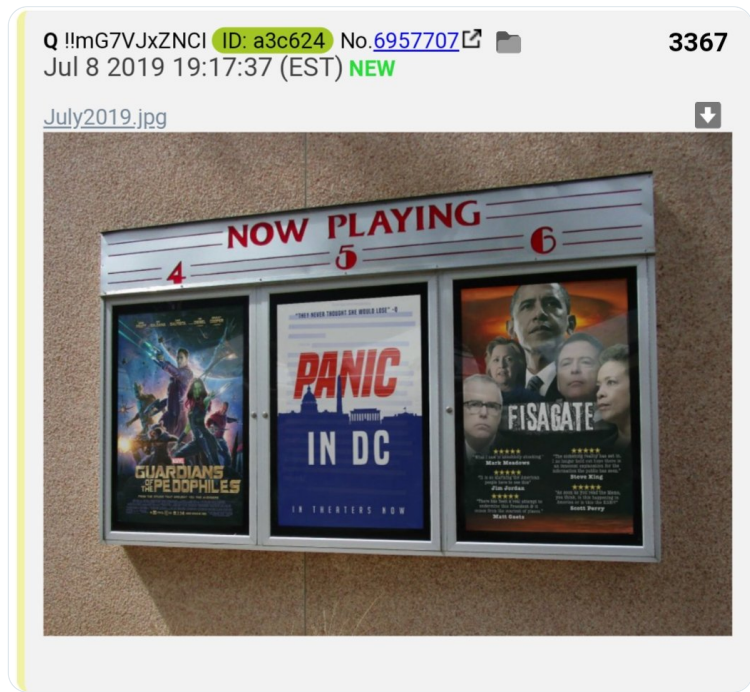 Q !!mG7VJxZNCI ID: a3c624 No.6957707 3367
Jul 8 2019 19:17:37 (EST) NEW
July2019.jpg
NOW PLAYING
4 5 6
MARVEL
GUARDIANS
OF THE PEDOPHILES
"THEY NEVER THOUGHT SHE WOULD LOSE" -Q
PANIC
IN DC
IN THEATERS NOW
FISAGATE
Mark Meadows
Jim Jordan
Matt Gaetz
Steve King
Scott Perry